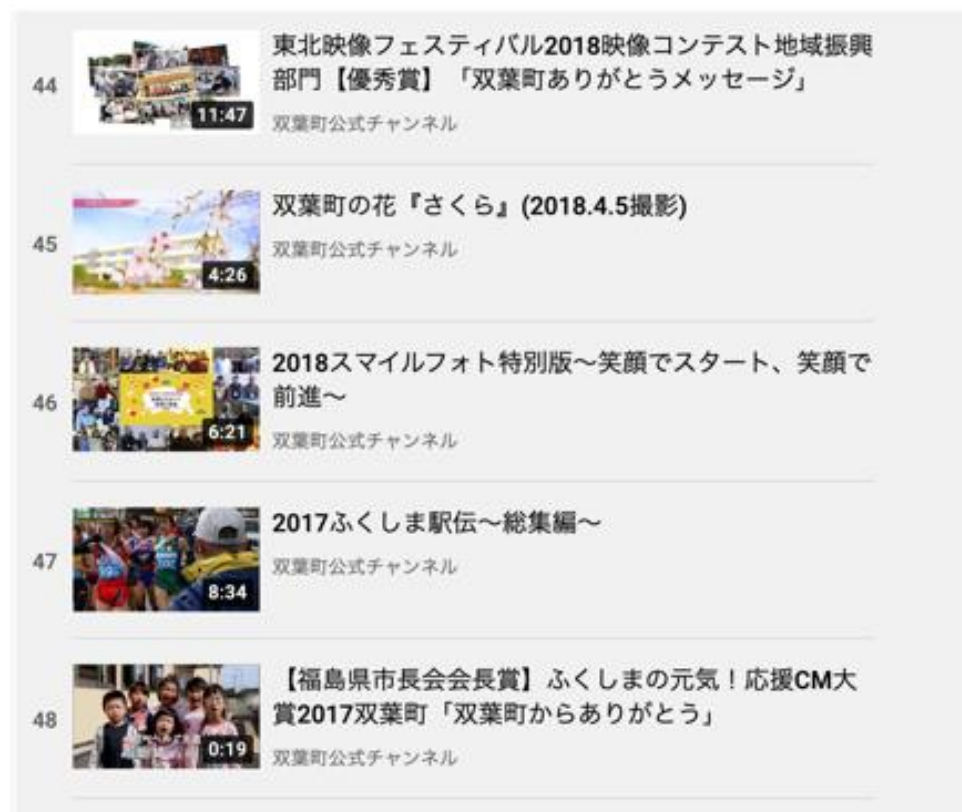 44
東北映像フェスティバル2018映像コンテスト地域振興
部門【優秀賞】「双葉町ありがとうメッセージ」
11:47
双葉町公式チャンネル
45
双葉町の花『さくら』(2018.4.5撮影)
4:26
双葉町公式チャンネル
46
2018スマイルフォト特別版〜笑顔でスタート、笑顔で
前進〜
6:21
双葉町公式チャンネル
47
2017ふくしま駅伝〜総集編〜
8:34
双葉町公式チャンネル
48
【福島県市長会会長賞】ふくしまの元気！応援CM大
賞2017双葉町「双葉町からありがとう」
0:19
双葉町公式チャンネル